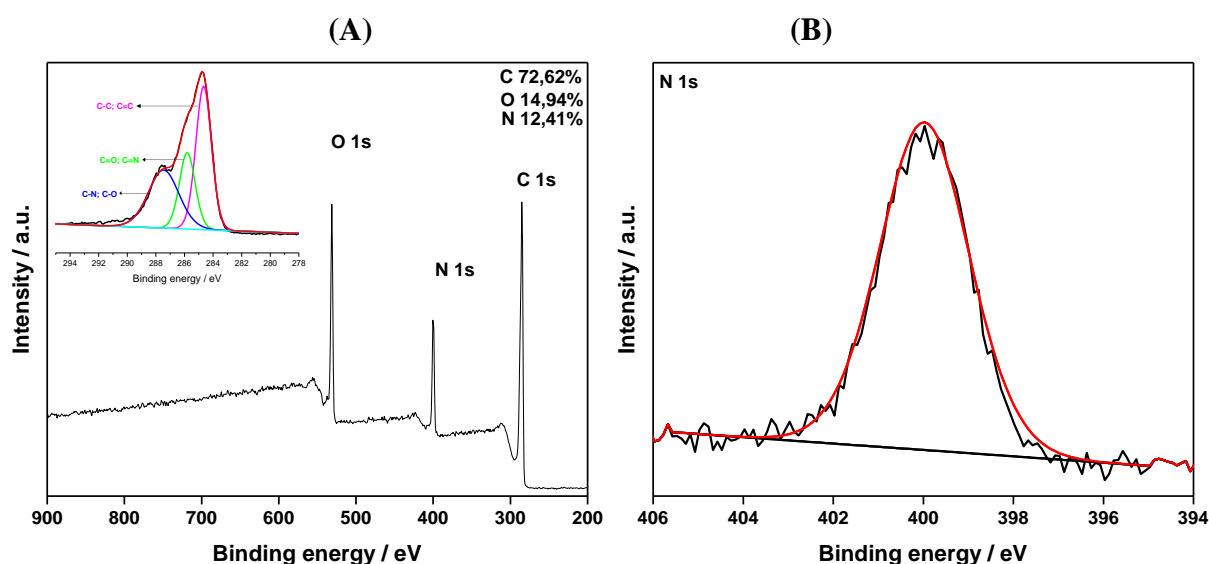 (A)
(B)
C 72,62%
O 14,94%
N 12,41%
C-C; C=C
C=O; C=N
C-N; C-O
294 292 290 288 286 284 282 280 278
Binding energy / eV
O 1s
N 1s
C 1s
Intensity / a.u.
900 800 700 600 500 400 300 200
Binding energy / eV
N 1s
Intensity / a.u.
406 404 402 400 398 396 394
Binding energy / eV